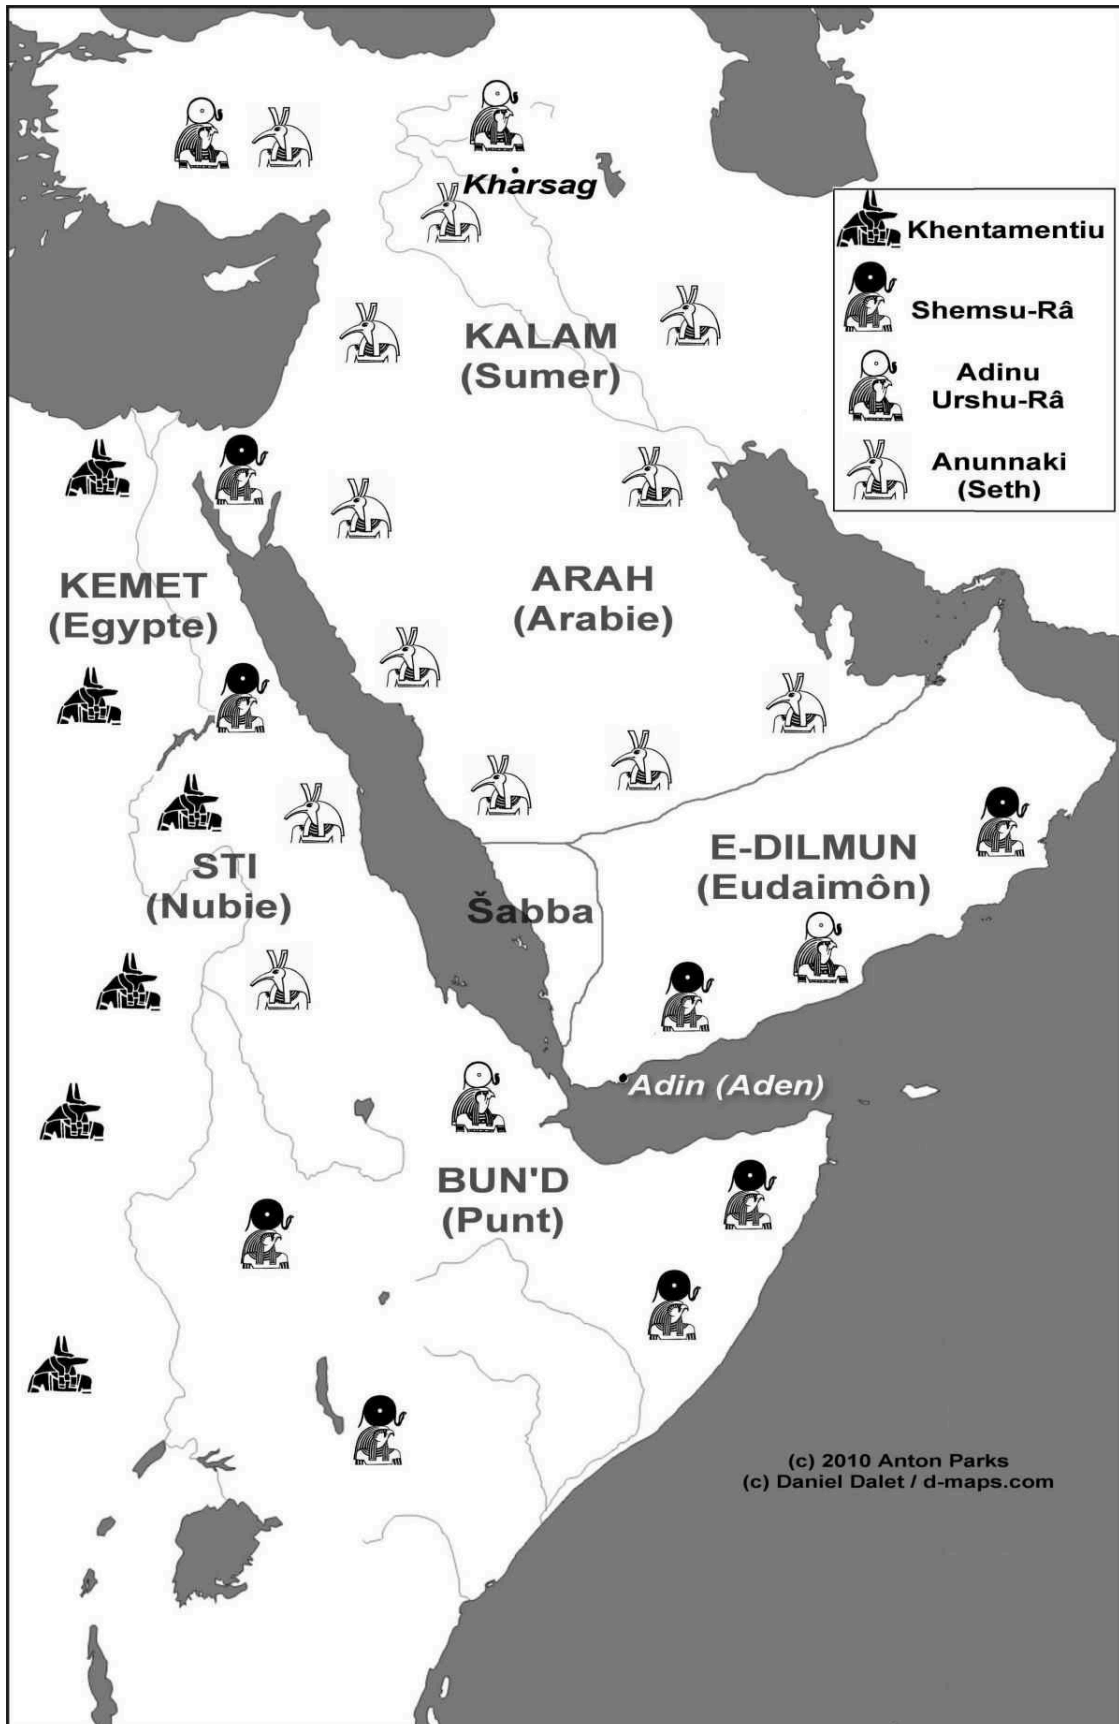 Kharsag
Khentamentiu
Shemsu-Râ
Adinu
Urshu-Râ
Anunnaki
(Seth)
KALAM
(Sumer)
KEMET
(Egypte)
ARAH
(Arabie)
STI
(Nubie)
Šabba
E-DILMUN
(Eudaimôn)
Adin (Aden)
BUN'D
(Punt)
(c) 2010 Anton Parks
(c) Daniel Dalet / d-maps.com